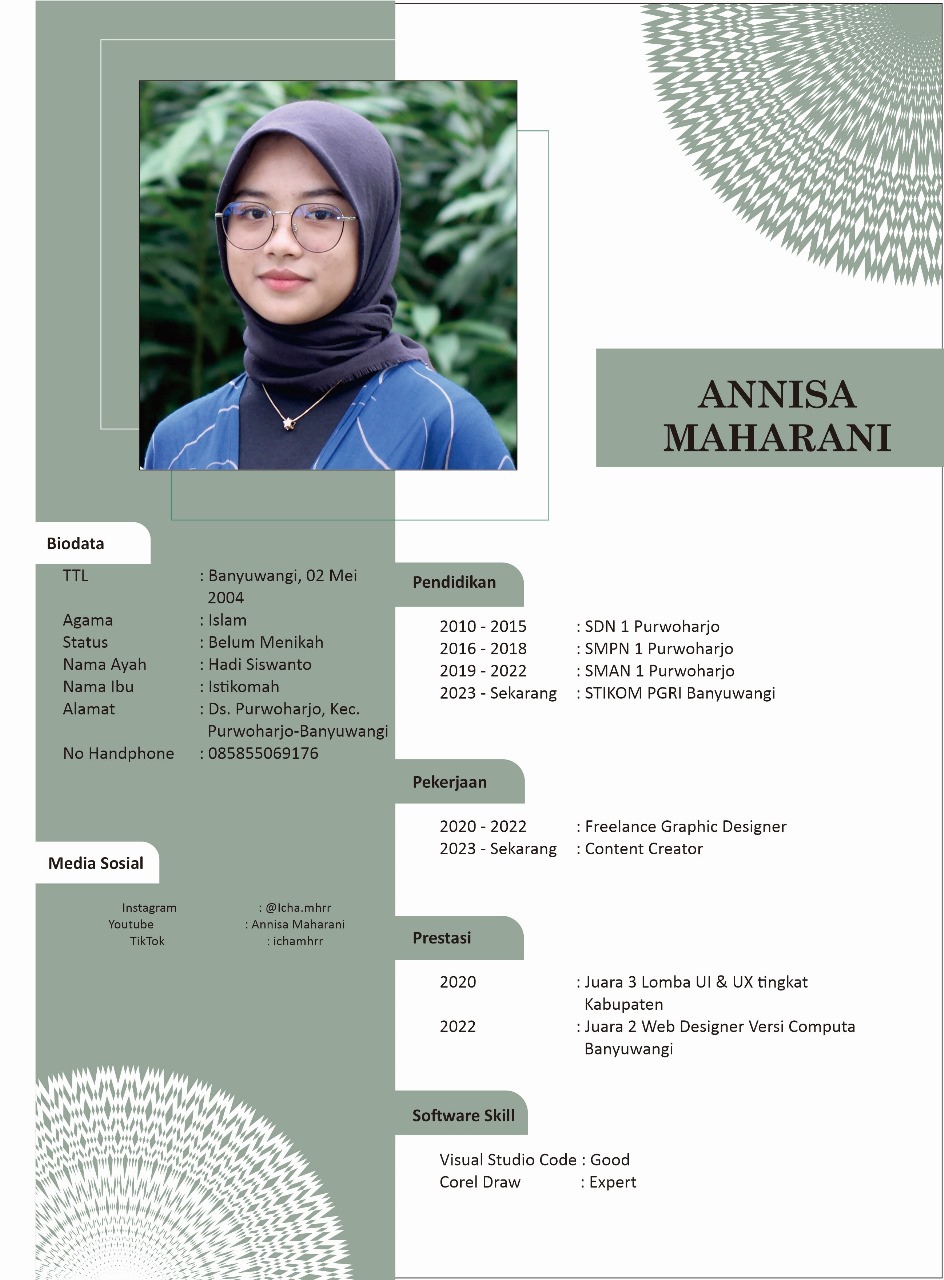 ANNISA
MAHARANI
Biodata
TTL : Banyuwangi, 02 Mei
2004
Agama : Islam
Status : Belum Menikah
Nama Ayah : Hadi Siswanto
Nama Ibu : Istikomah
Alamat : Ds. Purwoharjo, Kec.
Purwoharjo-Banyuwangi
No Handphone : 085855069176
Media Sosial
Instagram : @Icha.mhrr
Youtube : Annisa Maharani
TikTok : ichamhrr
Pendidikan
2010 - 2015 : SDN 1 Purwoharjo
2016 - 2018 : SMPN 1 Purwoharjo
2019 - 2022 : SMAN 1 Purwoharjo
2023 - Sekarang : STIKOM PGRI Banyuwangi
Pekerjaan
2020 - 2022 : Freelance Graphic Designer
2023 - Sekarang : Content Creator
Prestasi
2020 : Juara 3 Lomba UI & UX tingkat
Kabupaten
2022 : Juara 2 Web Designer Versi Computa
Banyuwangi
Software Skill
Visual Studio Code : Good
Corel Draw : Expert